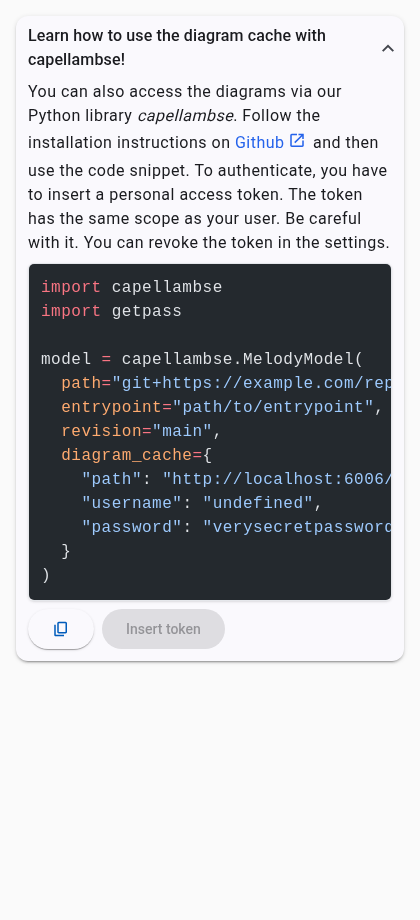 Learn how to use the diagram cache with
capellambse!
You can also access the diagrams via our
Python library capellambse. Follow the
installation instructions on Github and then
use the code snippet. To authenticate, you have
to insert a personal access token. The token
has the same scope as your user. Be careful
with it. You can revoke the token in the settings.
import capellambse
import getpass
model = capellambse.MelodyModel(
  path="git+https://example.com/rep
  entrypoint="path/to/entrypoint",
  revision="main",
  diagram_cache={
    "path": "http://localhost:6006/
    "username": "undefined",
    "password": "verysecretpassword
  }
)
Insert token